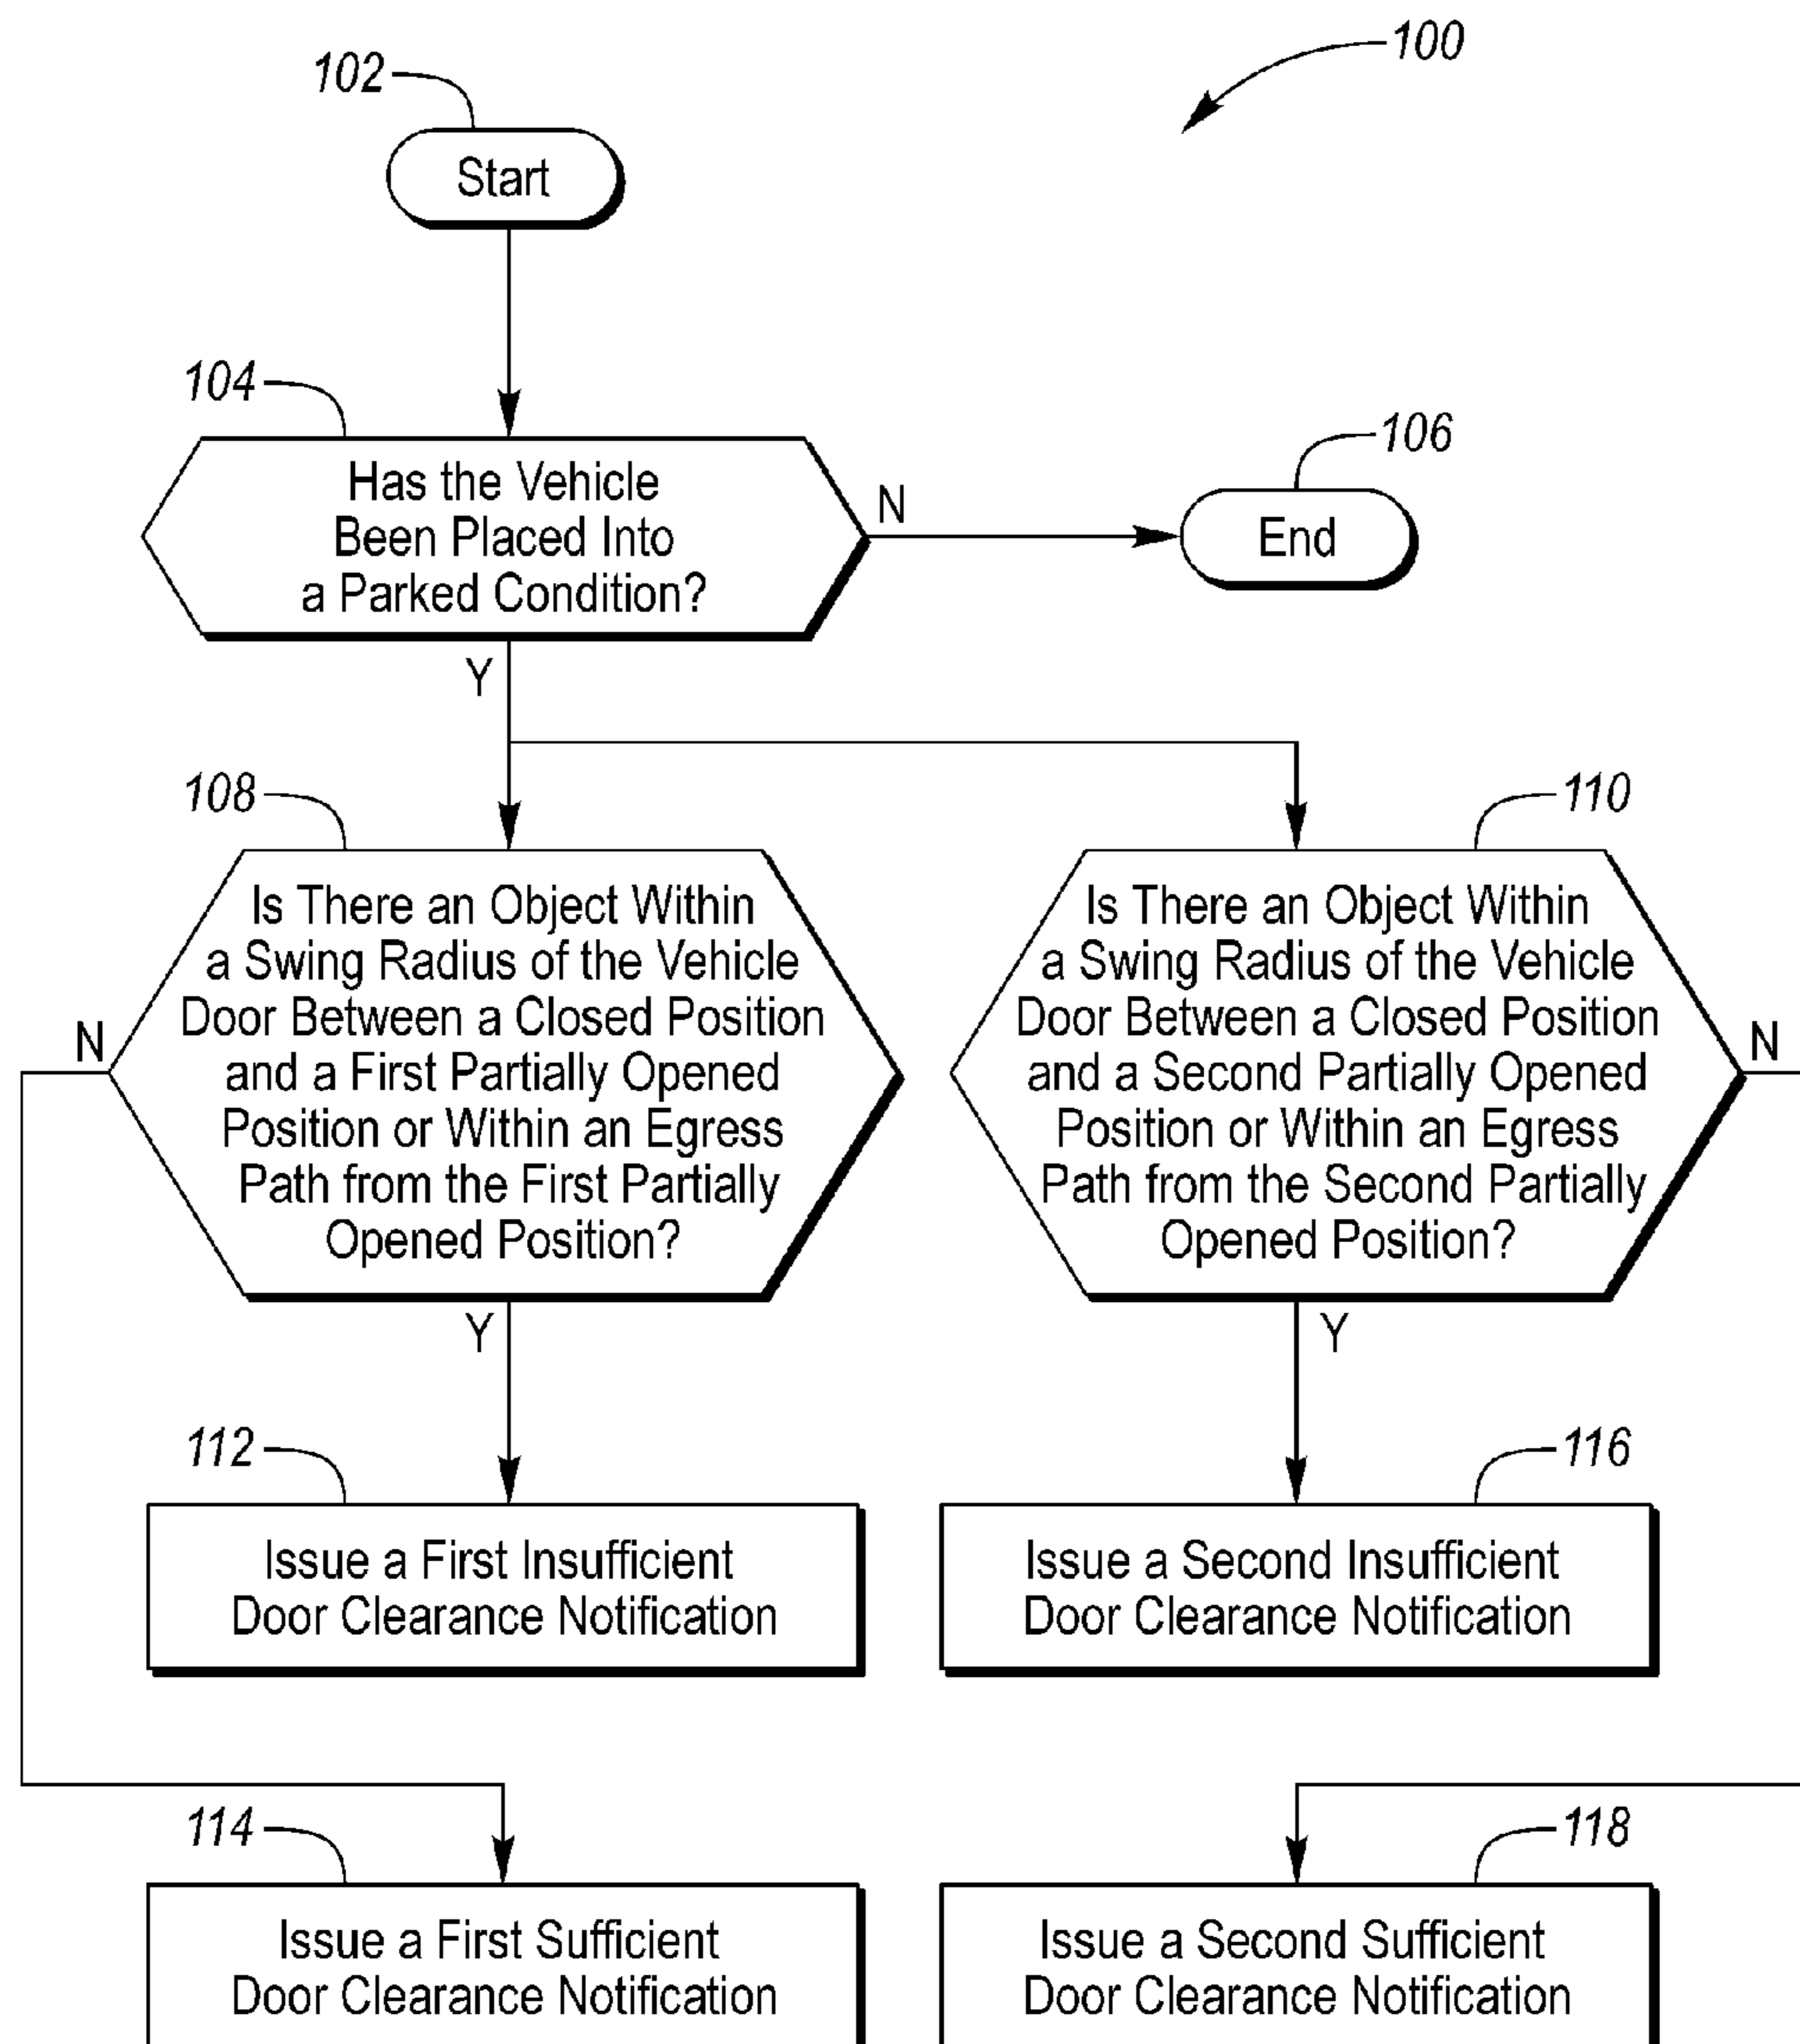 100
102
Start
104
Has the Vehicle
Been Placed Into
a Parked Condition?
N
106
End
Y
108
Is There an Object Within
a Swing Radius of the Vehicle
Door Between a Closed Position
and a First Partially Opened
Position or Within an Egress
Path from the First Partially
Opened Position?
N
Y
110
Is There an Object Within
a Swing Radius of the Vehicle
Door Between a Closed Position
and a Second Partially Opened
Position or Within an Egress
Path from the Second Partially
Opened Position?
N
Y
112
Issue a First Insufficient
Door Clearance Notification
116
Issue a Second Insufficient
Door Clearance Notification
114
Issue a First Sufficient
Door Clearance Notification
118
Issue a Second Sufficient
Door Clearance Notification